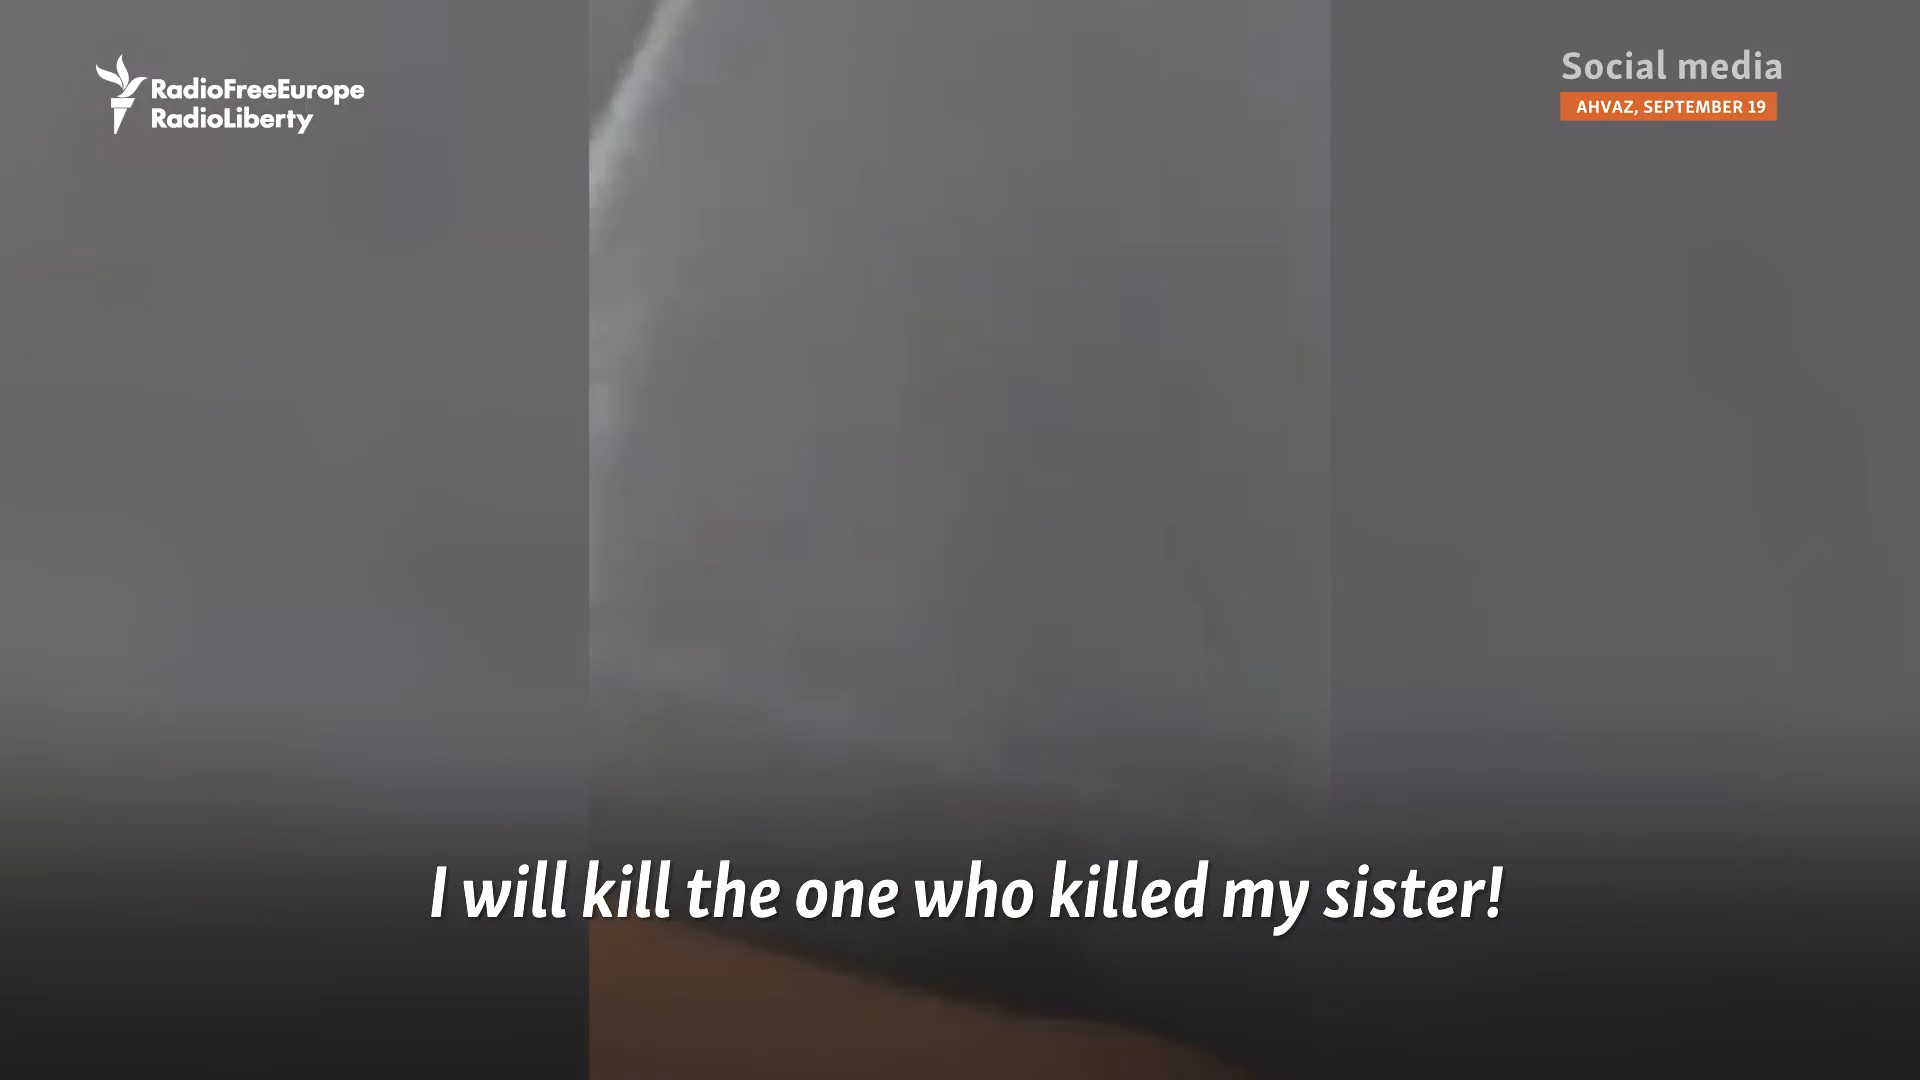 RadioFreeEurope
RadioLiberty
Social media
AHVAZ, SEPTEMBER 19
I will kill the one who killed my sister!